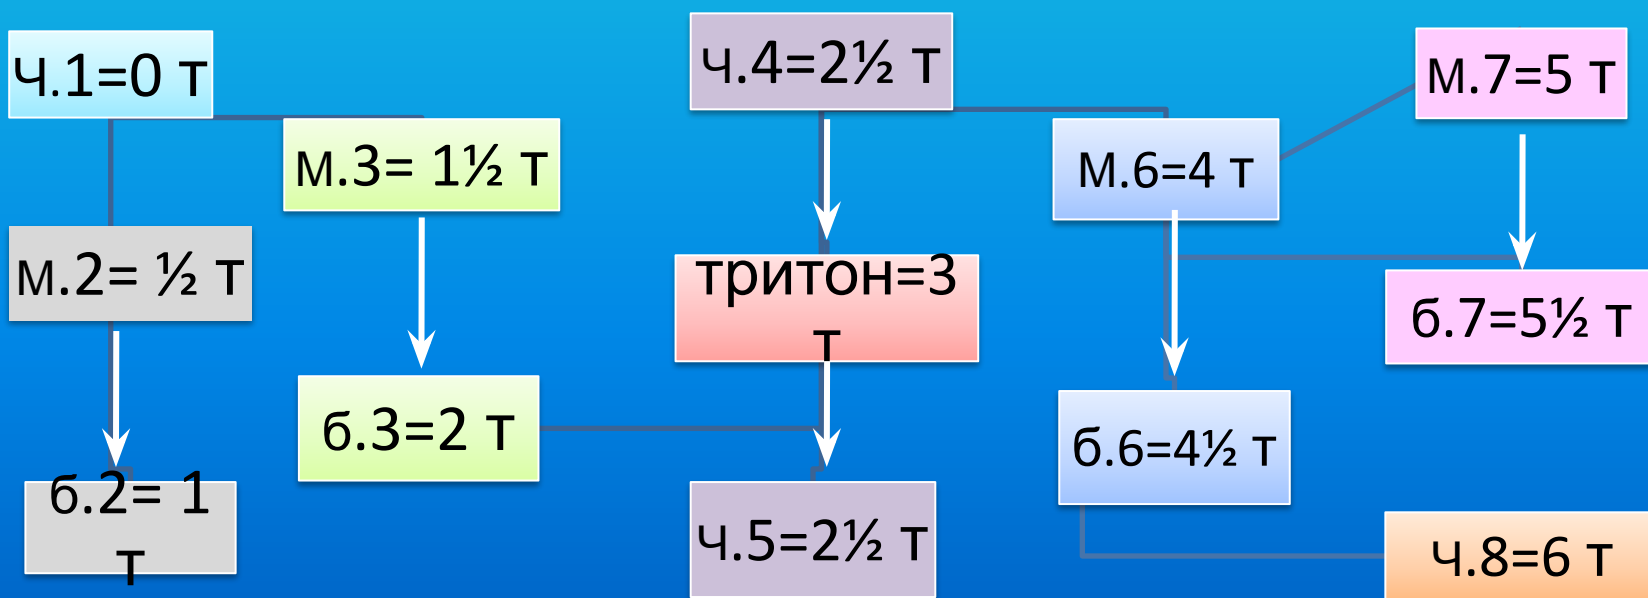 ч.1=0 т
м.2= ½ т
б.2= 1
т
м.3= 1½ т
б.3=2 т
ч.4=2½ т
тритон=3
т
ч.5=2½ т
м.6=4 т
б.6=4½ т
м.7=5 т
б.7=5½ т
ч.8=6 т